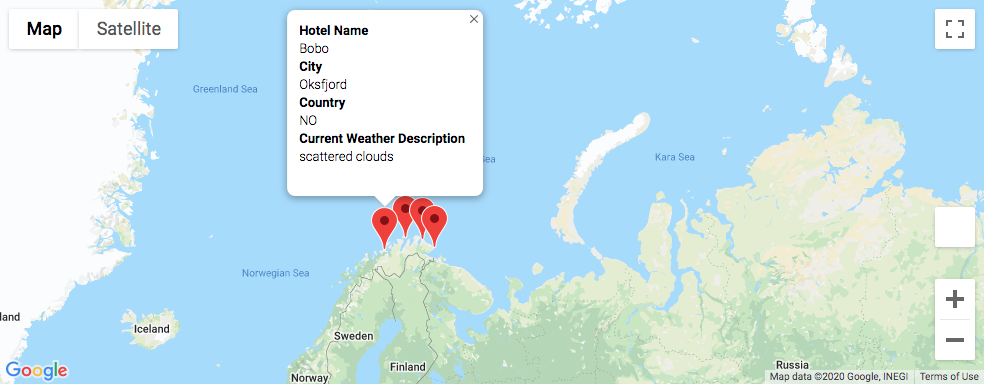 Map
Satellite
Hotel Name
Bobo
City
Oksfjord
Country
NO
Current Weather Description
scattered clouds
Greenland Sea
Sea
Kara Sea
Norwegian Sea
land
Iceland
Sweden
Finland
Norway
Russia
Google
Map data ©2020 Google, INEGI
Terms of Use